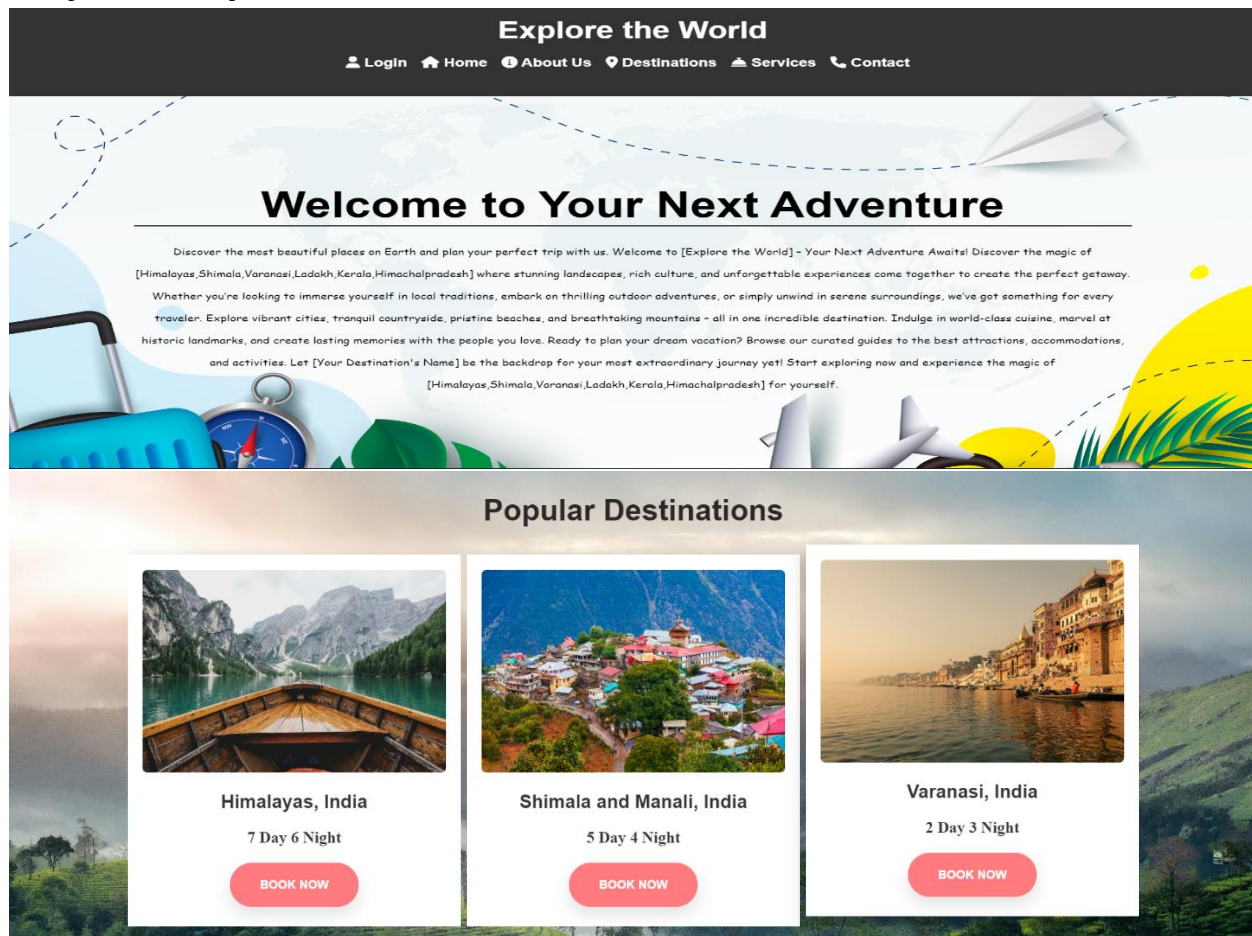 Explore the World
Login Home About Us Destinations Services Contact
Welcome to Your Next Adventure
Discover the most beautiful places on Earth and plan your perfect trip with us. Welcome to [Explore the World] – Your Next Adventure Awaits! Discover the magic of
[Himalayas,Shimala,Varanasi,Ladakh,Kerala,Himachalpradesh] where stunning landscapes, rich culture, and unforgettable experiences come together to create the perfect getaway.
Whether you're looking to immerse yourself in local traditions, embark on thrilling outdoor adventures, or simply unwind in serene surroundings, we've got something for every
traveler. Explore vibrant cities, tranquil countryside, pristine beaches, and breathtaking mountains – all in one incredible destination. Indulge in world-class cuisine, marvel at
historic landmarks, and create lasting memories with the people you love. Ready to plan your dream vacation? Browse our curated guides to the best attractions, accommodations,
and activities. Let [Your Destination's Name] be the backdrop for your most extraordinary journey yet! Start exploring now and experience the magic of
[Himalayas,Shimala,Varanasi,Ladakh,Kerala,Himachalpradesh] for yourself.
Popular Destinations
Himalayas, India
7 Day 6 Night
BOOK NOW
Shimala and Manali, India
5 Day 4 Night
BOOK NOW
Varanasi, India
2 Day 3 Night
BOOK NOW